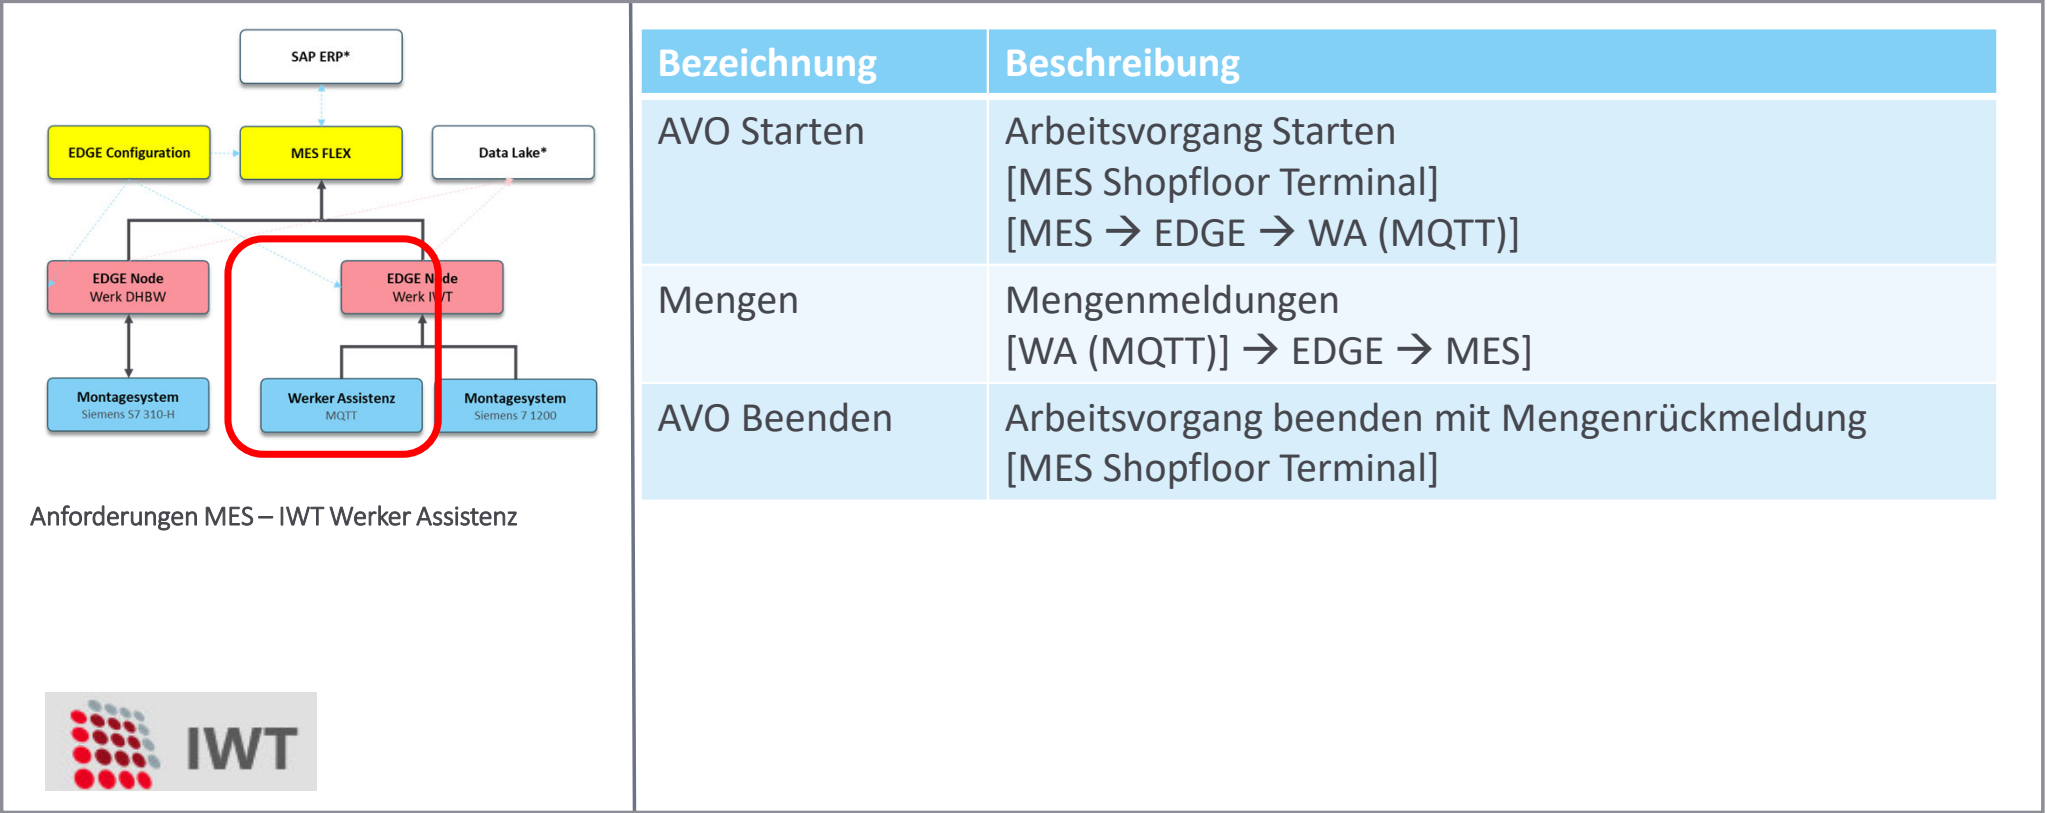 SAP ERP*
EDGE Configuration
MES FLEX
Data Lake*
EDGE Node
Werk DHBW
EDGE Node
Werk IWT
Montagesystem
Siemens S7 310-H
Werker Assistenz
MQTT
Montagesystem
Siemens 7 1200
Anforderungen MES – IWT Werker Assistenz
IWT
Bezeichnung
Beschreibung
AVO Starten
Arbeitsvorgang Starten
[MES Shopfloor Terminal]
[MES → EDGE → WA (MQTT)]
Mengen
Mengenmeldungen
[WA (MQTT)] → EDGE → MES]
AVO Beenden
Arbeitsvorgang beenden mit Mengenrückmeldung
[MES Shopfloor Terminal]